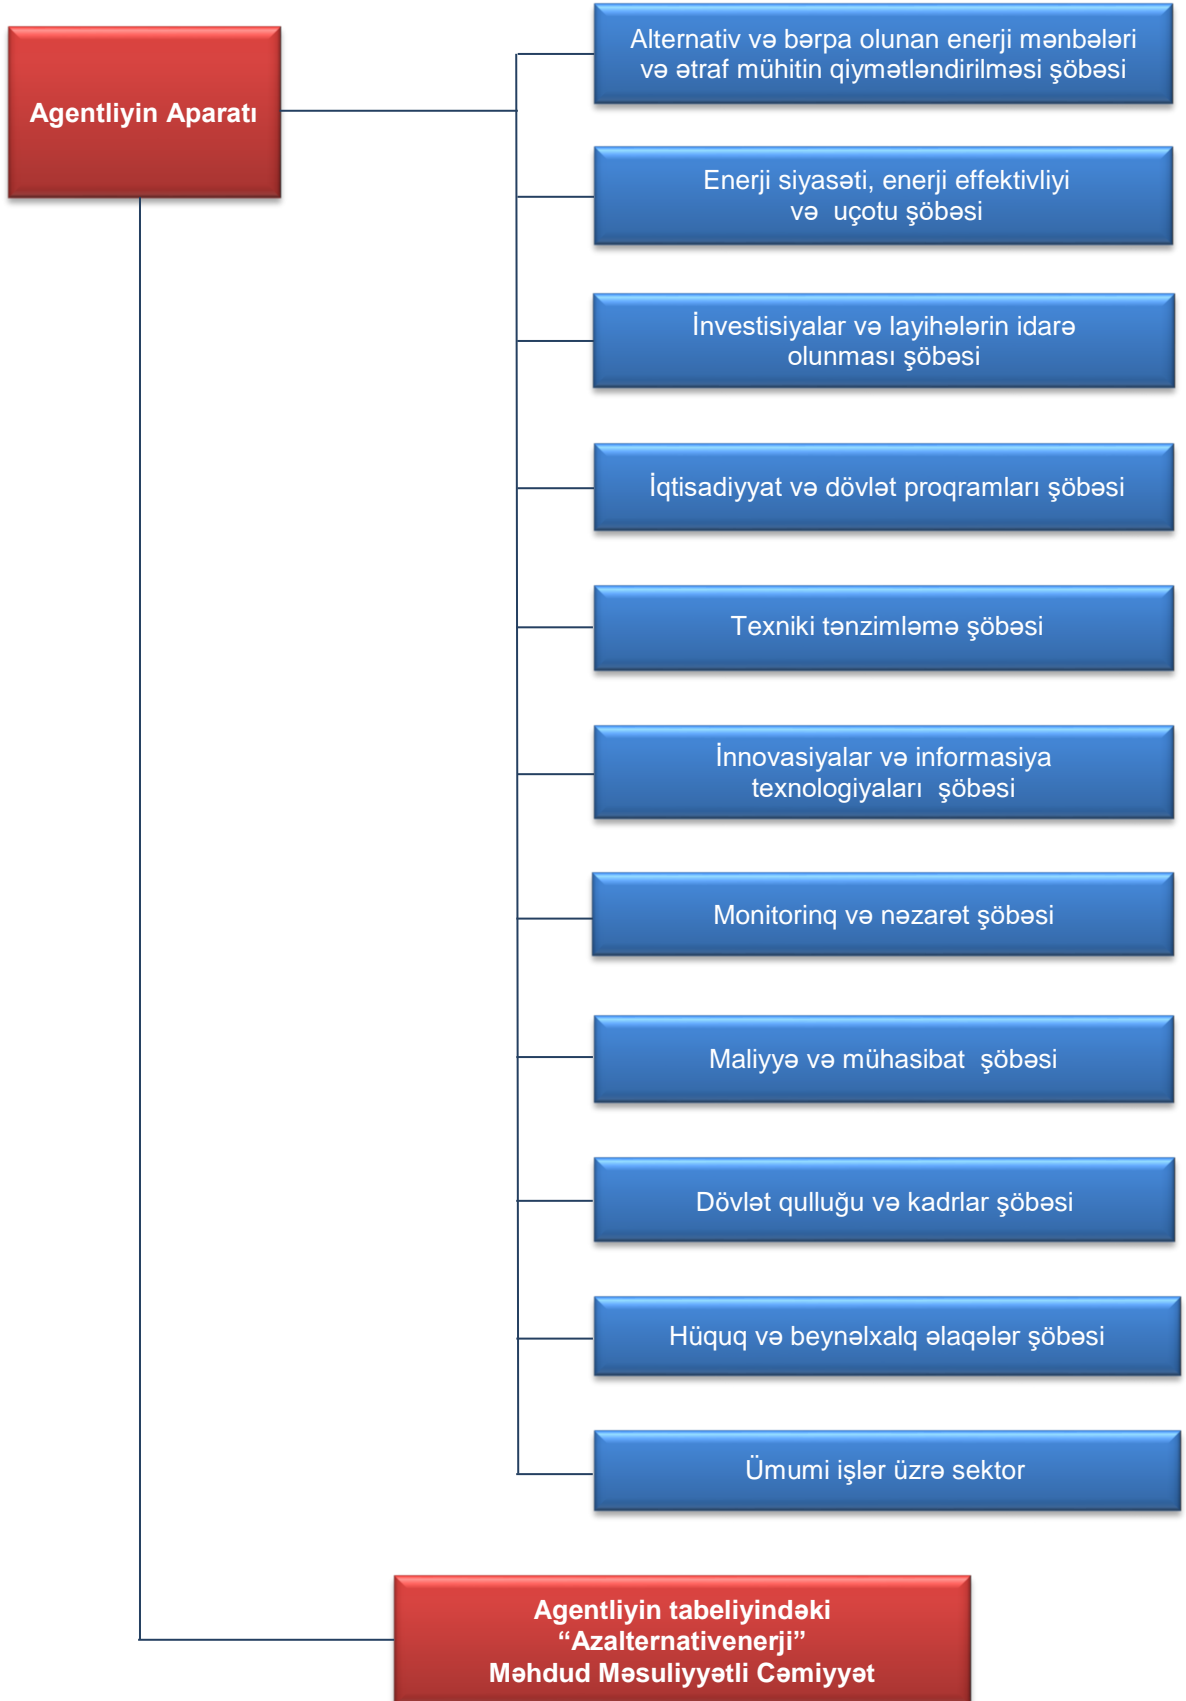 Agentliyin Aparatı
Alternativ və bərpa olunan enerji mənbələri
və ətraf mühitin qiymətləndirilməsi şöbəsi
Enerji siyasəti, enerji effektivliyi
və  uçotu şöbəsi
İnvestisiyalar və layihələrin idarə
olunması şöbəsi
İqtisadiyyat və dövlət proqramları şöbəsi
Texniki tənzimləmə şöbəsi
İnnovasiyalar və informasiya
texnologiyaları  şöbəsi
Monitorinq və nəzarət şöbəsi
Maliyyə və mühasibat  şöbəsi
Dövlət qulluğu və kadrlar şöbəsi
Hüquq və beynəlxalq əlaqələr şöbəsi
Ümumi işlər üzrə sektor
Agentliyin tabeliyindəki
“Azalternativenerji”
Məhdud Məsuliyyətli Cəmiyyət